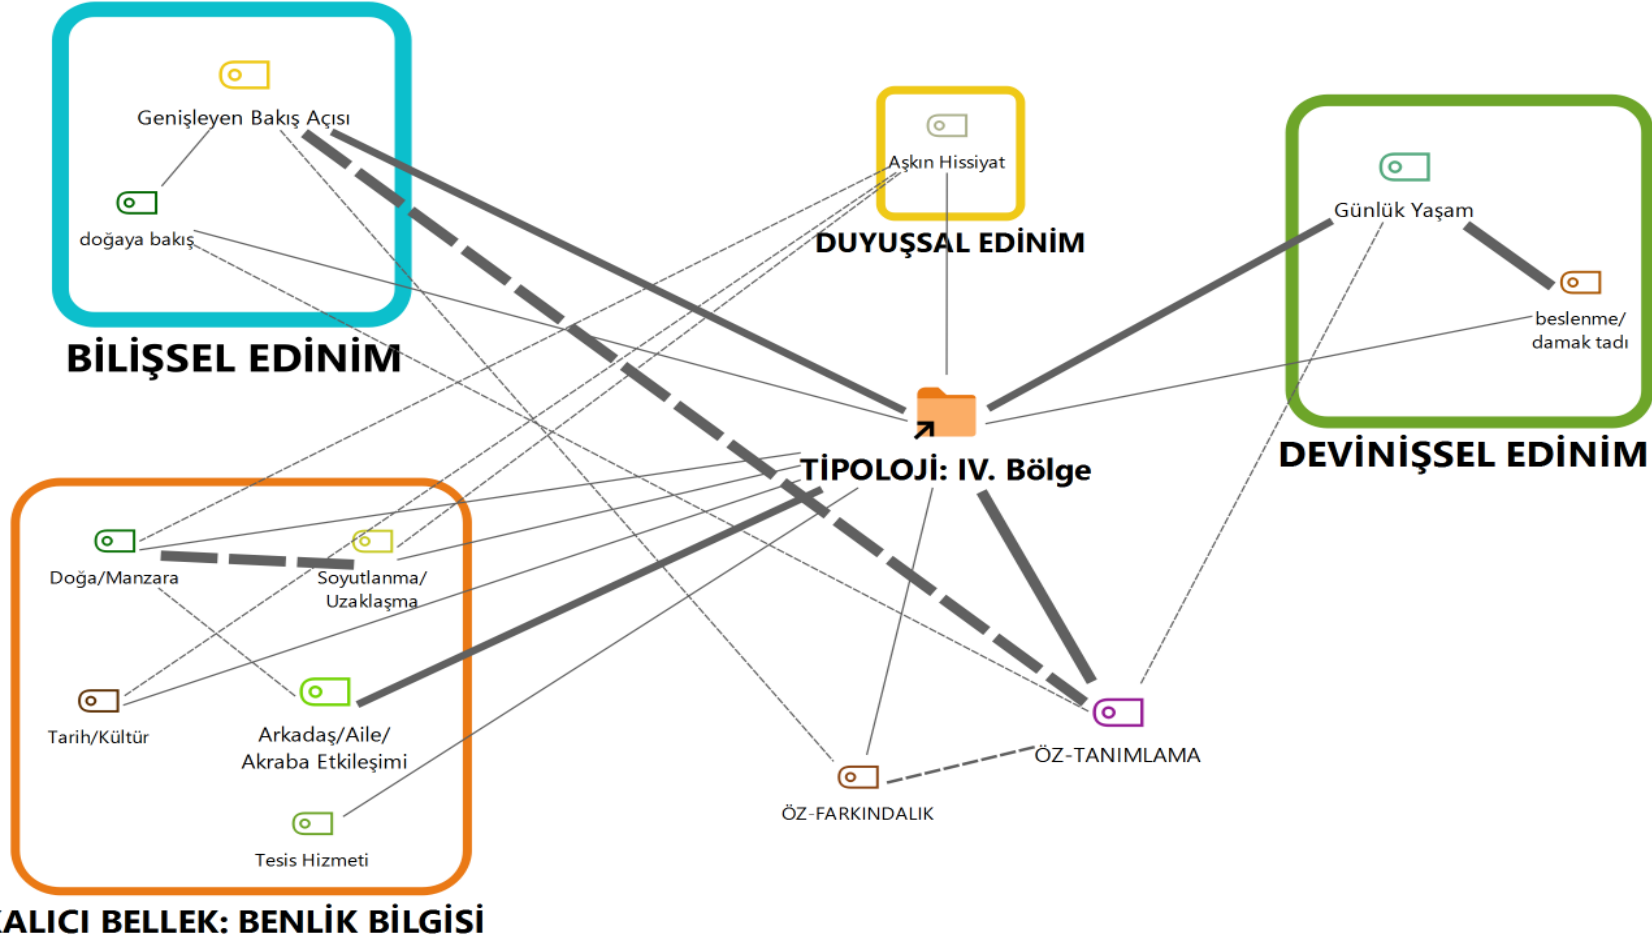 Genişleyen Bakış Açısı
doğaya bakış
BİLİŞSEL EDİNİM
Aşkın Hissiyat
DUYUŞSAL EDİNİM
Günlük Yaşam
beslenme/
damak tadı
DEVİNİŞSEL EDİNİM
TİPOLOJİ: IV. Bölge
Doğa/Manzara
Soyutlanma/
Uzaklaşma
Tarih/Kültür
Arkadaş/Aile/
Akraba Etkileşimi
Tesis Hizmeti
KALICI BELLEK: BENLİK BİLGİSİ
ÖZ-FARKINDALIK
ÖZ-TANIMLAMA